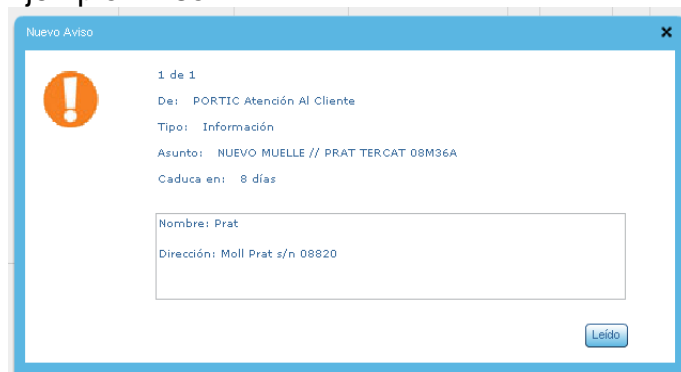 Nuevo Aviso
1 de 1
De: PORTIC Atención Al Cliente
Tipo: Información
Asunto: NUEVO MUELLE // PRAT TERCAT 08M36A
Caduca en: 8 días
Nombre: Prat
Dirección: Moll Prat s/n 08820
Leído